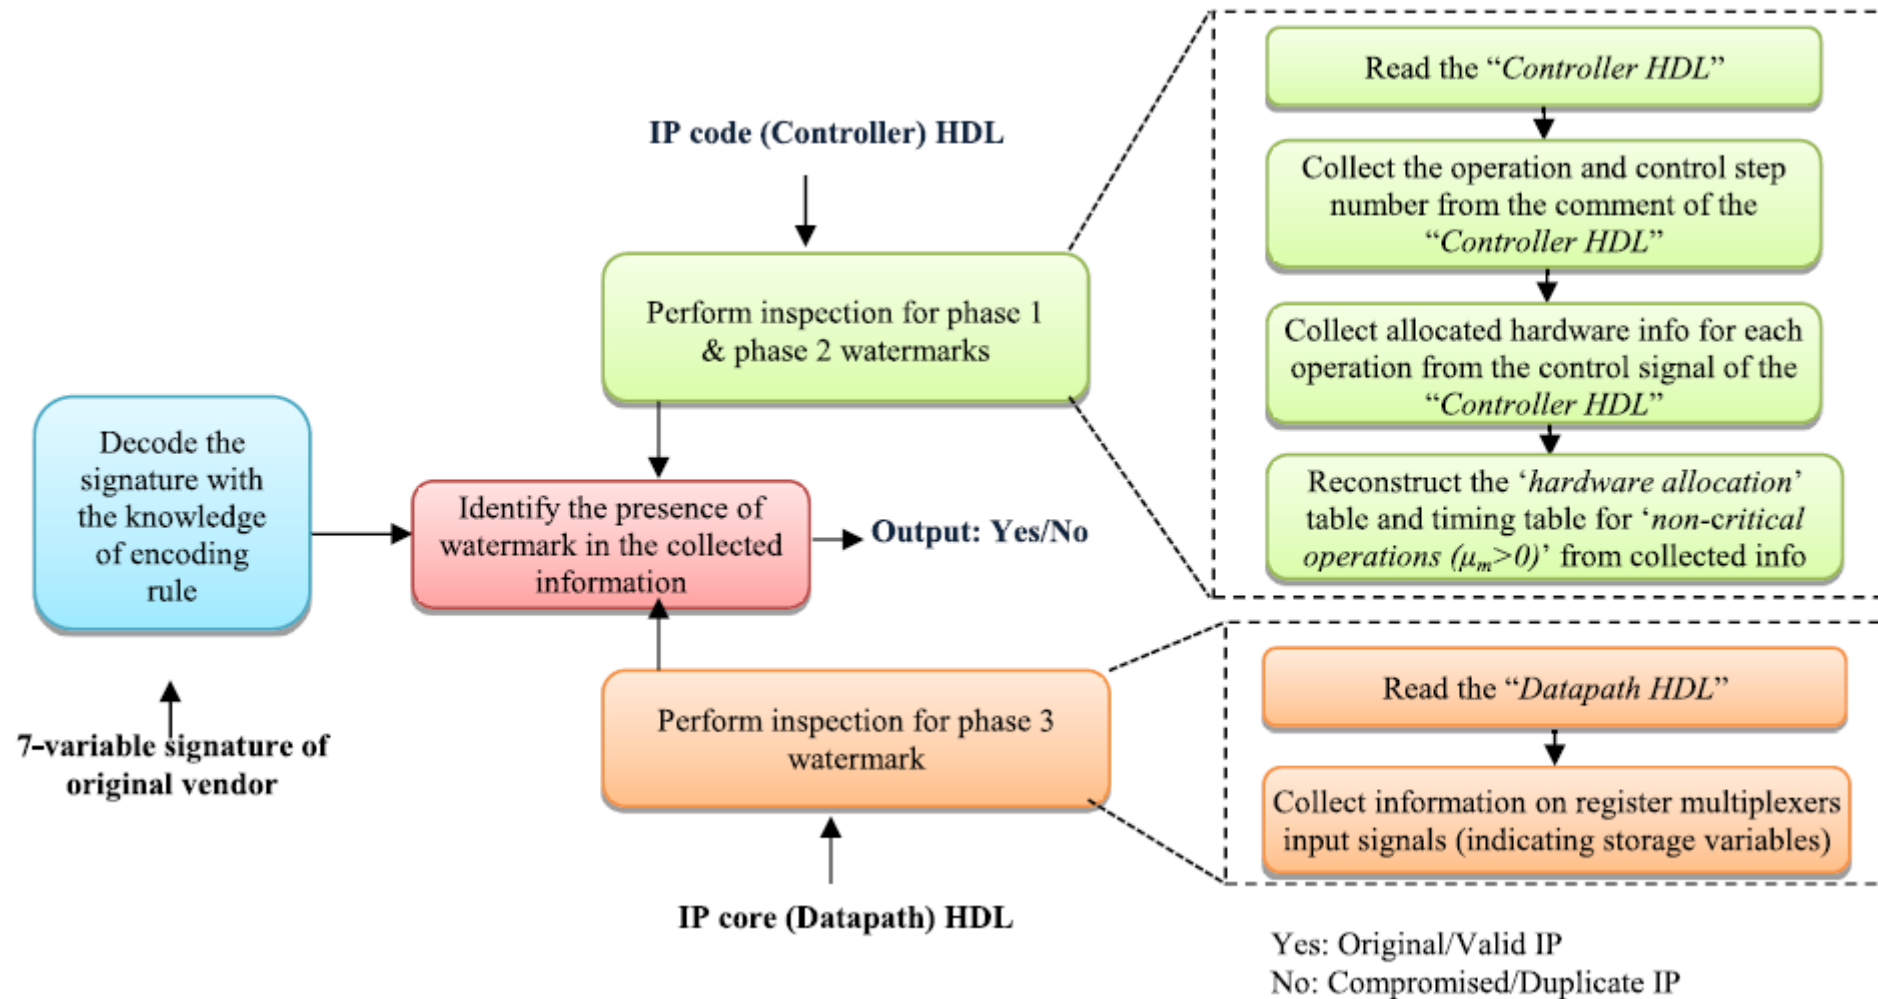 IP code (Controller) HDL
Perform inspection for phase 1
& phase 2 watermarks
Decode the
signature with
the knowledge
of encoding
rule
7-variable signature of
original vendor
Identify the presence of
watermark in the collected
information
Output: Yes/No
Perform inspection for phase 3
watermark
IP core (Datapath) HDL
Read the “Controller HDL”
Collect the operation and control step
number from the comment of the
“Controller HDL”
Collect allocated hardware info for each
operation from the control signal of the
“Controller HDL”
Reconstruct the ‘hardware allocation’
table and timing table for ‘non-critical
operations (μm>0)’ from collected info
Read the “Datapath HDL”
Collect information on register multiplexers
input signals (indicating storage variables)
Yes: Original/Valid IP
No: Compromised/Duplicate IP